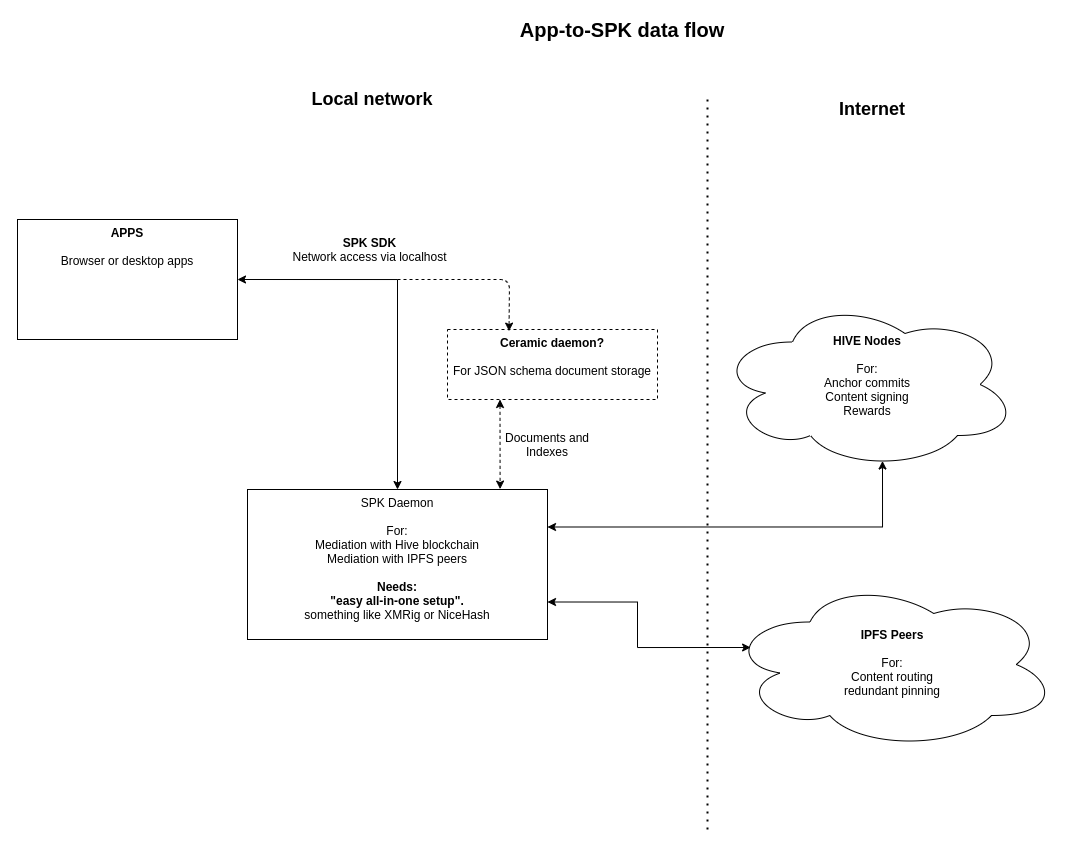 App-to-SPK data flow
Local network
Internet
APPS
Browser or desktop apps
SPK SDK
Network access via localhost
Ceramic daemon?
For JSON schema document storage
Documents and
Indexes
HIVE Nodes
For:
Anchor commits
Content signing
Rewards
SPK Daemon
For:
Mediation with Hive blockchain
Mediation with IPFS peers
Needs:
"easy all-in-one setup".
something like XMRig or NiceHash
IPFS Peers
For:
Content routing
redundant pinning